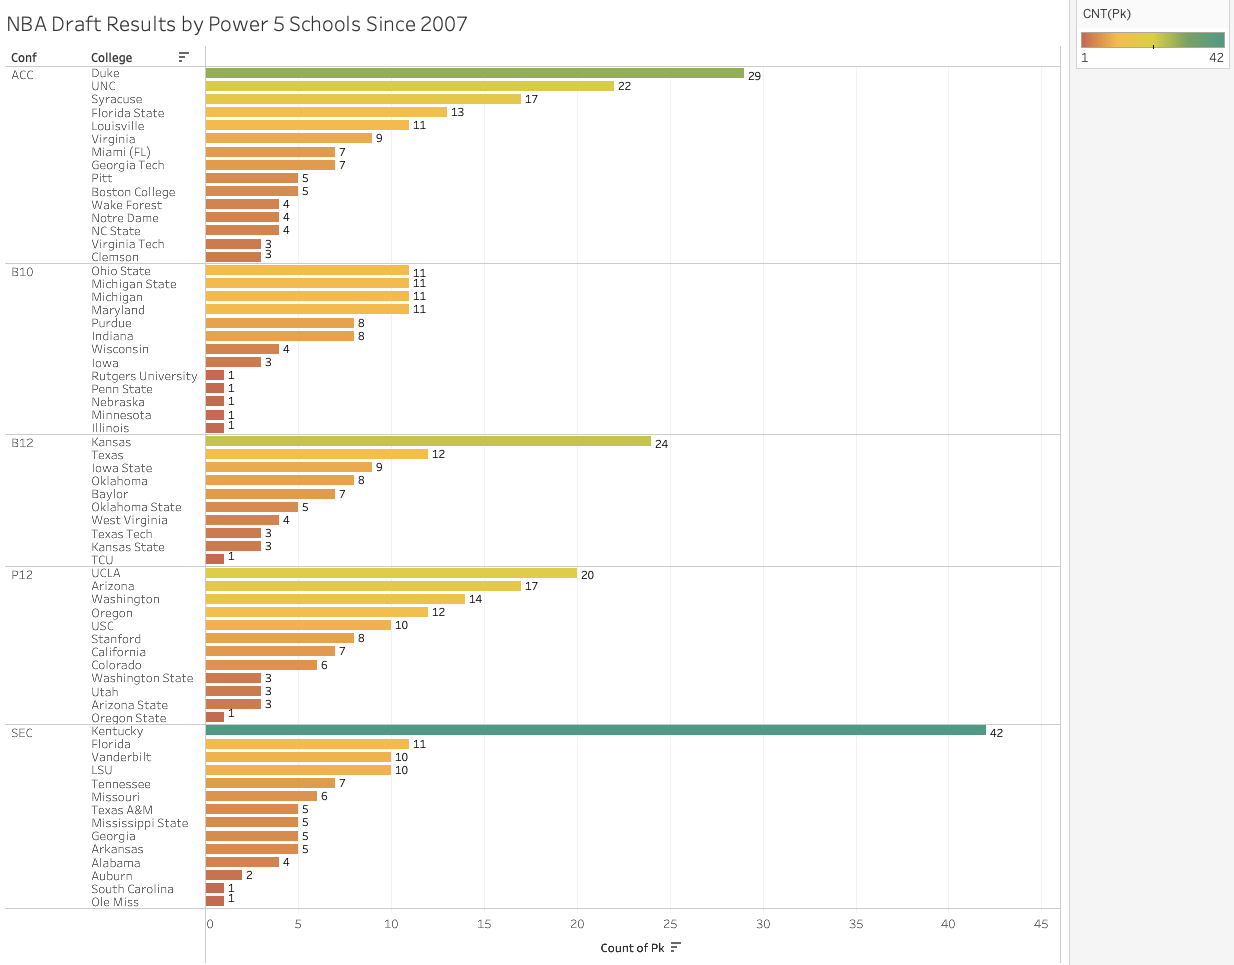 NBA Draft Results by Power 5 Schools Since 2007
CNT(Pk)
1 42
Conf College
ACC Duke 29
UNC 22
Syracuse 17
Florida State 13
Louisville 11
Virginia 9
Miami (FL) 7
Georgia Tech 7
Pitt 5
Boston College 5
Wake Forest 4
Notre Dame 4
NC State 4
Virginia Tech 3
Clemson 3
B10 Ohio State 11
Michigan State 11
Michigan 11
Maryland 11
Purdue 8
Indiana 8
Wisconsin 4
Iowa 3
Rutgers University 1
Penn State 1
Nebraska 1
Minnesota 1
Illinois 1
B12 Kansas 24
Texas 12
Iowa State 9
Oklahoma 8
Baylor 7
Oklahoma State 5
West Virginia 4
Texas Tech 3
Kansas State 3
TCU 1
P12 UCLA 20
Arizona 17
Washington 14
Oregon 12
USC 10
Stanford 8
California 7
Colorado 6
Washington State 3
Utah 3
Arizona State 3
Oregon State 1
SEC Kentucky 42
Florida 11
Vanderbilt 10
LSU 10
Tennessee 7
Missouri 6
Texas A&M 5
Mississippi State 5
Georgia 5
Arkansas 5
Alabama 4
Auburn 2
South Carolina 1
Ole Miss 1
0 5 10 15 20 25 30 35 40 45
Count of Pk